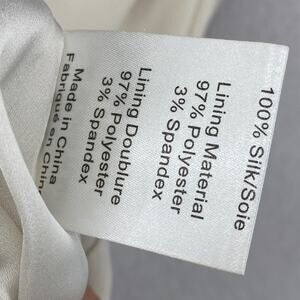 100% Silk/Soie
Lining Material
97% Polyester
3% Spandex
Lining Doublure
97% Polyester
3% Spandex
Made in China
Fabriqué en Chine